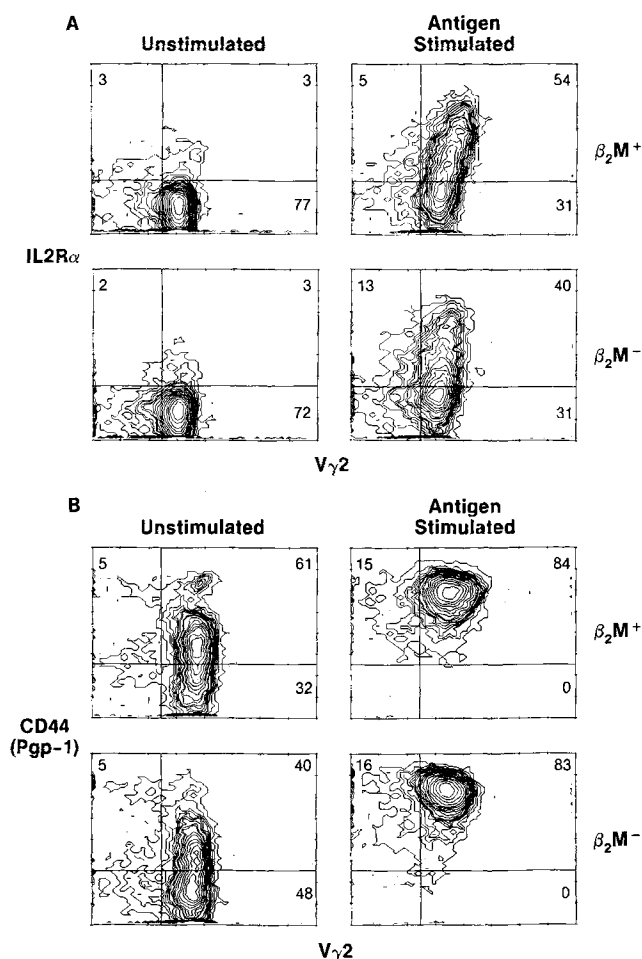 A
Unstimulated
Antigen
Stimulated
3 3
77
5 54
31
β₂M⁺
IL2Rα
2 3
72
13 40
31
β₂M⁻
Vγ2
B
Unstimulated
Antigen
Stimulated
5 61
32
15 84
0
β₂M⁺
CD44
(Pgp-1)
5 40
48
16 83
0
β₂M⁻
Vγ2